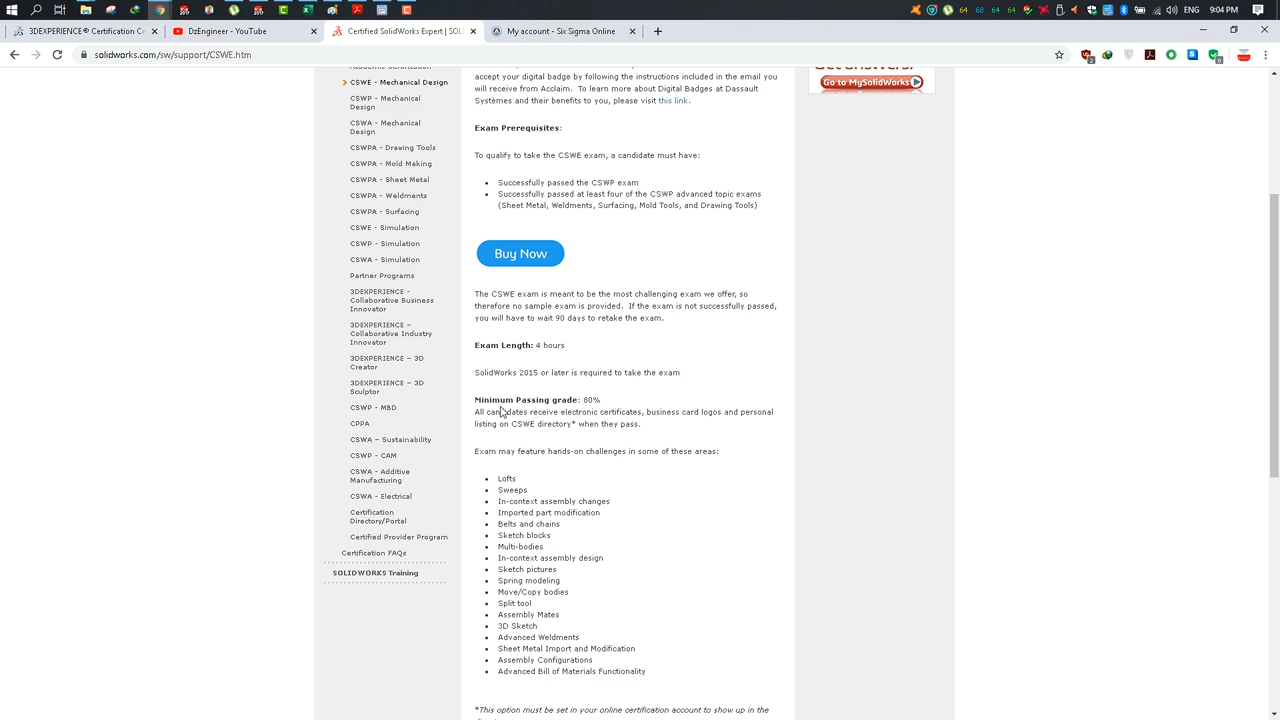 64 68 64 62 9:04 PM
3DEXPERIENCE® Certification C
DzEngineer - YouTube
Certified SolidWorks Expert | SOL
My account - Six Sigma Online
solidworks.com/sw/support/CSWE.htm
CSWE - Mechanical Design
CSWP - Mechanical
Design
CSWA - Mechanical
Design
CSWPA - Drawing Tools
CSWPA - Mold Making
CSWPA - Sheet Metal
CSWPA - Weldments
CSWPA - Surfacing
CSWE - Simulation
CSWP - Simulation
CSWA - Simulation
Partner Programs
3DEXPERIENCE -
Collaborative Business
Innovator
3DEXPERIENCE –
Collaborative Industry
Innovator
3DEXPERIENCE – 3D
Creator
3DEXPERIENCE – 3D
Sculptor
CSWP - MBD
CPPA
CSWA – Sustainability
CSWP - CAM
CSWA - Additive
Manufacturing
CSWA - Electrical
Certification
Directory/Portal
Certified Provider Program
Certification FAQs
SOLIDWORKS Training
accept your digital badge by following the instructions included in the email you
will receive from Acclaim. To learn more about Digital Badges at Dassault
Systèmes and their benefits to you, please visit this link.
Exam Prerequisites:
To qualify to take the CSWE exam, a candidate must have:
Successfully passed the CSWP exam
Successfully passed at least four of the CSWP advanced topic exams
(Sheet Metal, Weldments, Surfacing, Mold Tools, and Drawing Tools)
Buy Now
The CSWE exam is meant to be the most challenging exam we offer, so
therefore no sample exam is provided. If the exam is not successfully passed,
you will have to wait 90 days to retake the exam.
Exam Length: 4 hours
SolidWorks 2015 or later is required to take the exam
Minimum Passing grade: 80%
All candidates receive electronic certificates, business card logos and personal
listing on CSWE directory* when they pass.
Exam may feature hands-on challenges in some of these areas:
Lofts
Sweeps
In-context assembly changes
Imported part modification
Belts and chains
Sketch blocks
Multi-bodies
In-context assembly design
Sketch pictures
Spring modeling
Move/Copy bodies
Split tool
Assembly Mates
3D Sketch
Advanced Weldments
Sheet Metal Import and Modification
Assembly Configurations
Advanced Bill of Materials Functionality
*This option must be set in your online certification account to show up in the
Get answers!
Go to MySolidWorks